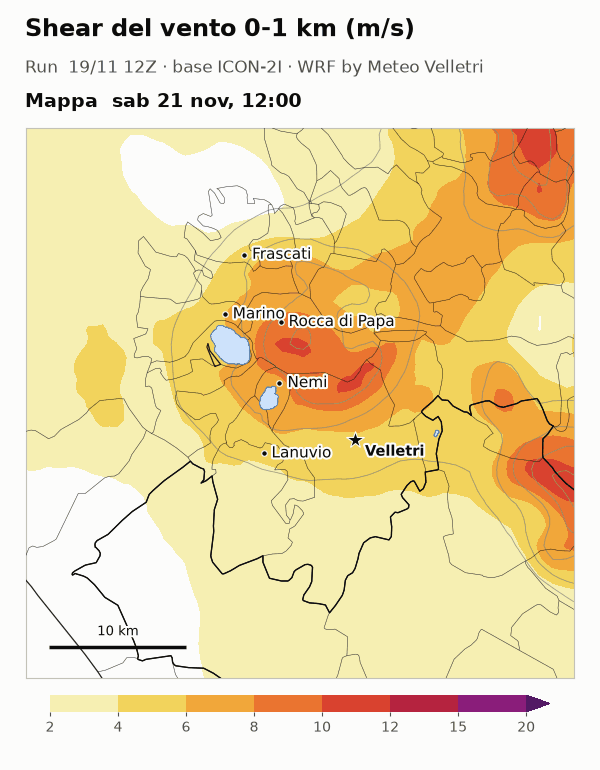 Shear del vento 0-1 km (m/s)
Run  19/11 12Z · base ICON-2I · WRF by Meteo Velletri
Mappa  sab 21 nov, 12:00
Frascati
Marino
Rocca di Papa
Nemi
Velletri
Lanuvio
10 km
2 4 6 8 10 12 15 20